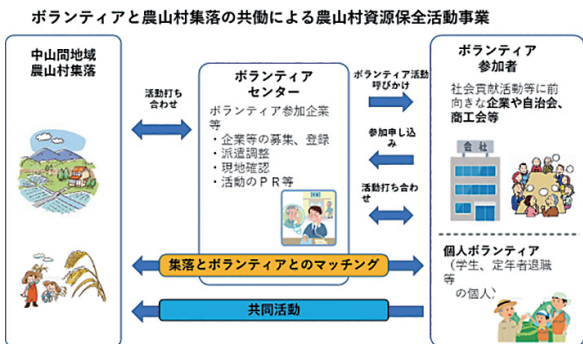 ボランティアと農山村集落の共働による農山村資源保全活動事業
中山間地域
農山村集落
活動打ち
合わせ
ボランティア
センター
ボランティア参加企業
等
・企業等の募集、登録
・派遣調整
・現地確認
・活動のＰＲ等
ボランティア活動
呼びかけ
参加申し込
み
活動打ち合わ
せ
ボランティア
参加者
社会貢献活動等に前
向きな企業や自治会、
商工会等
会社
個人ボランティア
（学生、定年者退職
等
の個人）
集落とボランティアとのマッチング
共同活動